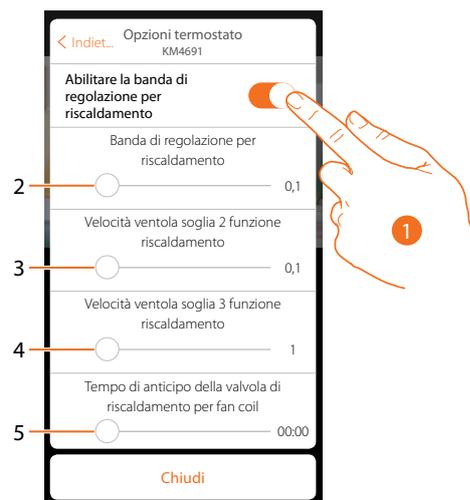 Indiet...
Opzioni termostato
KM4691
Abilitare la banda di
regolazione per
riscaldamento
1
Banda di regolazione per
riscaldamento
2
0,1
Velocità ventola soglia 2 funzione
riscaldamento
3
0,1
Velocità ventola soglia 3 funzione
riscaldamento
4
1
Tempo di anticipo della valvola di
riscaldamento per fan coil
5
00:00
Chiudi